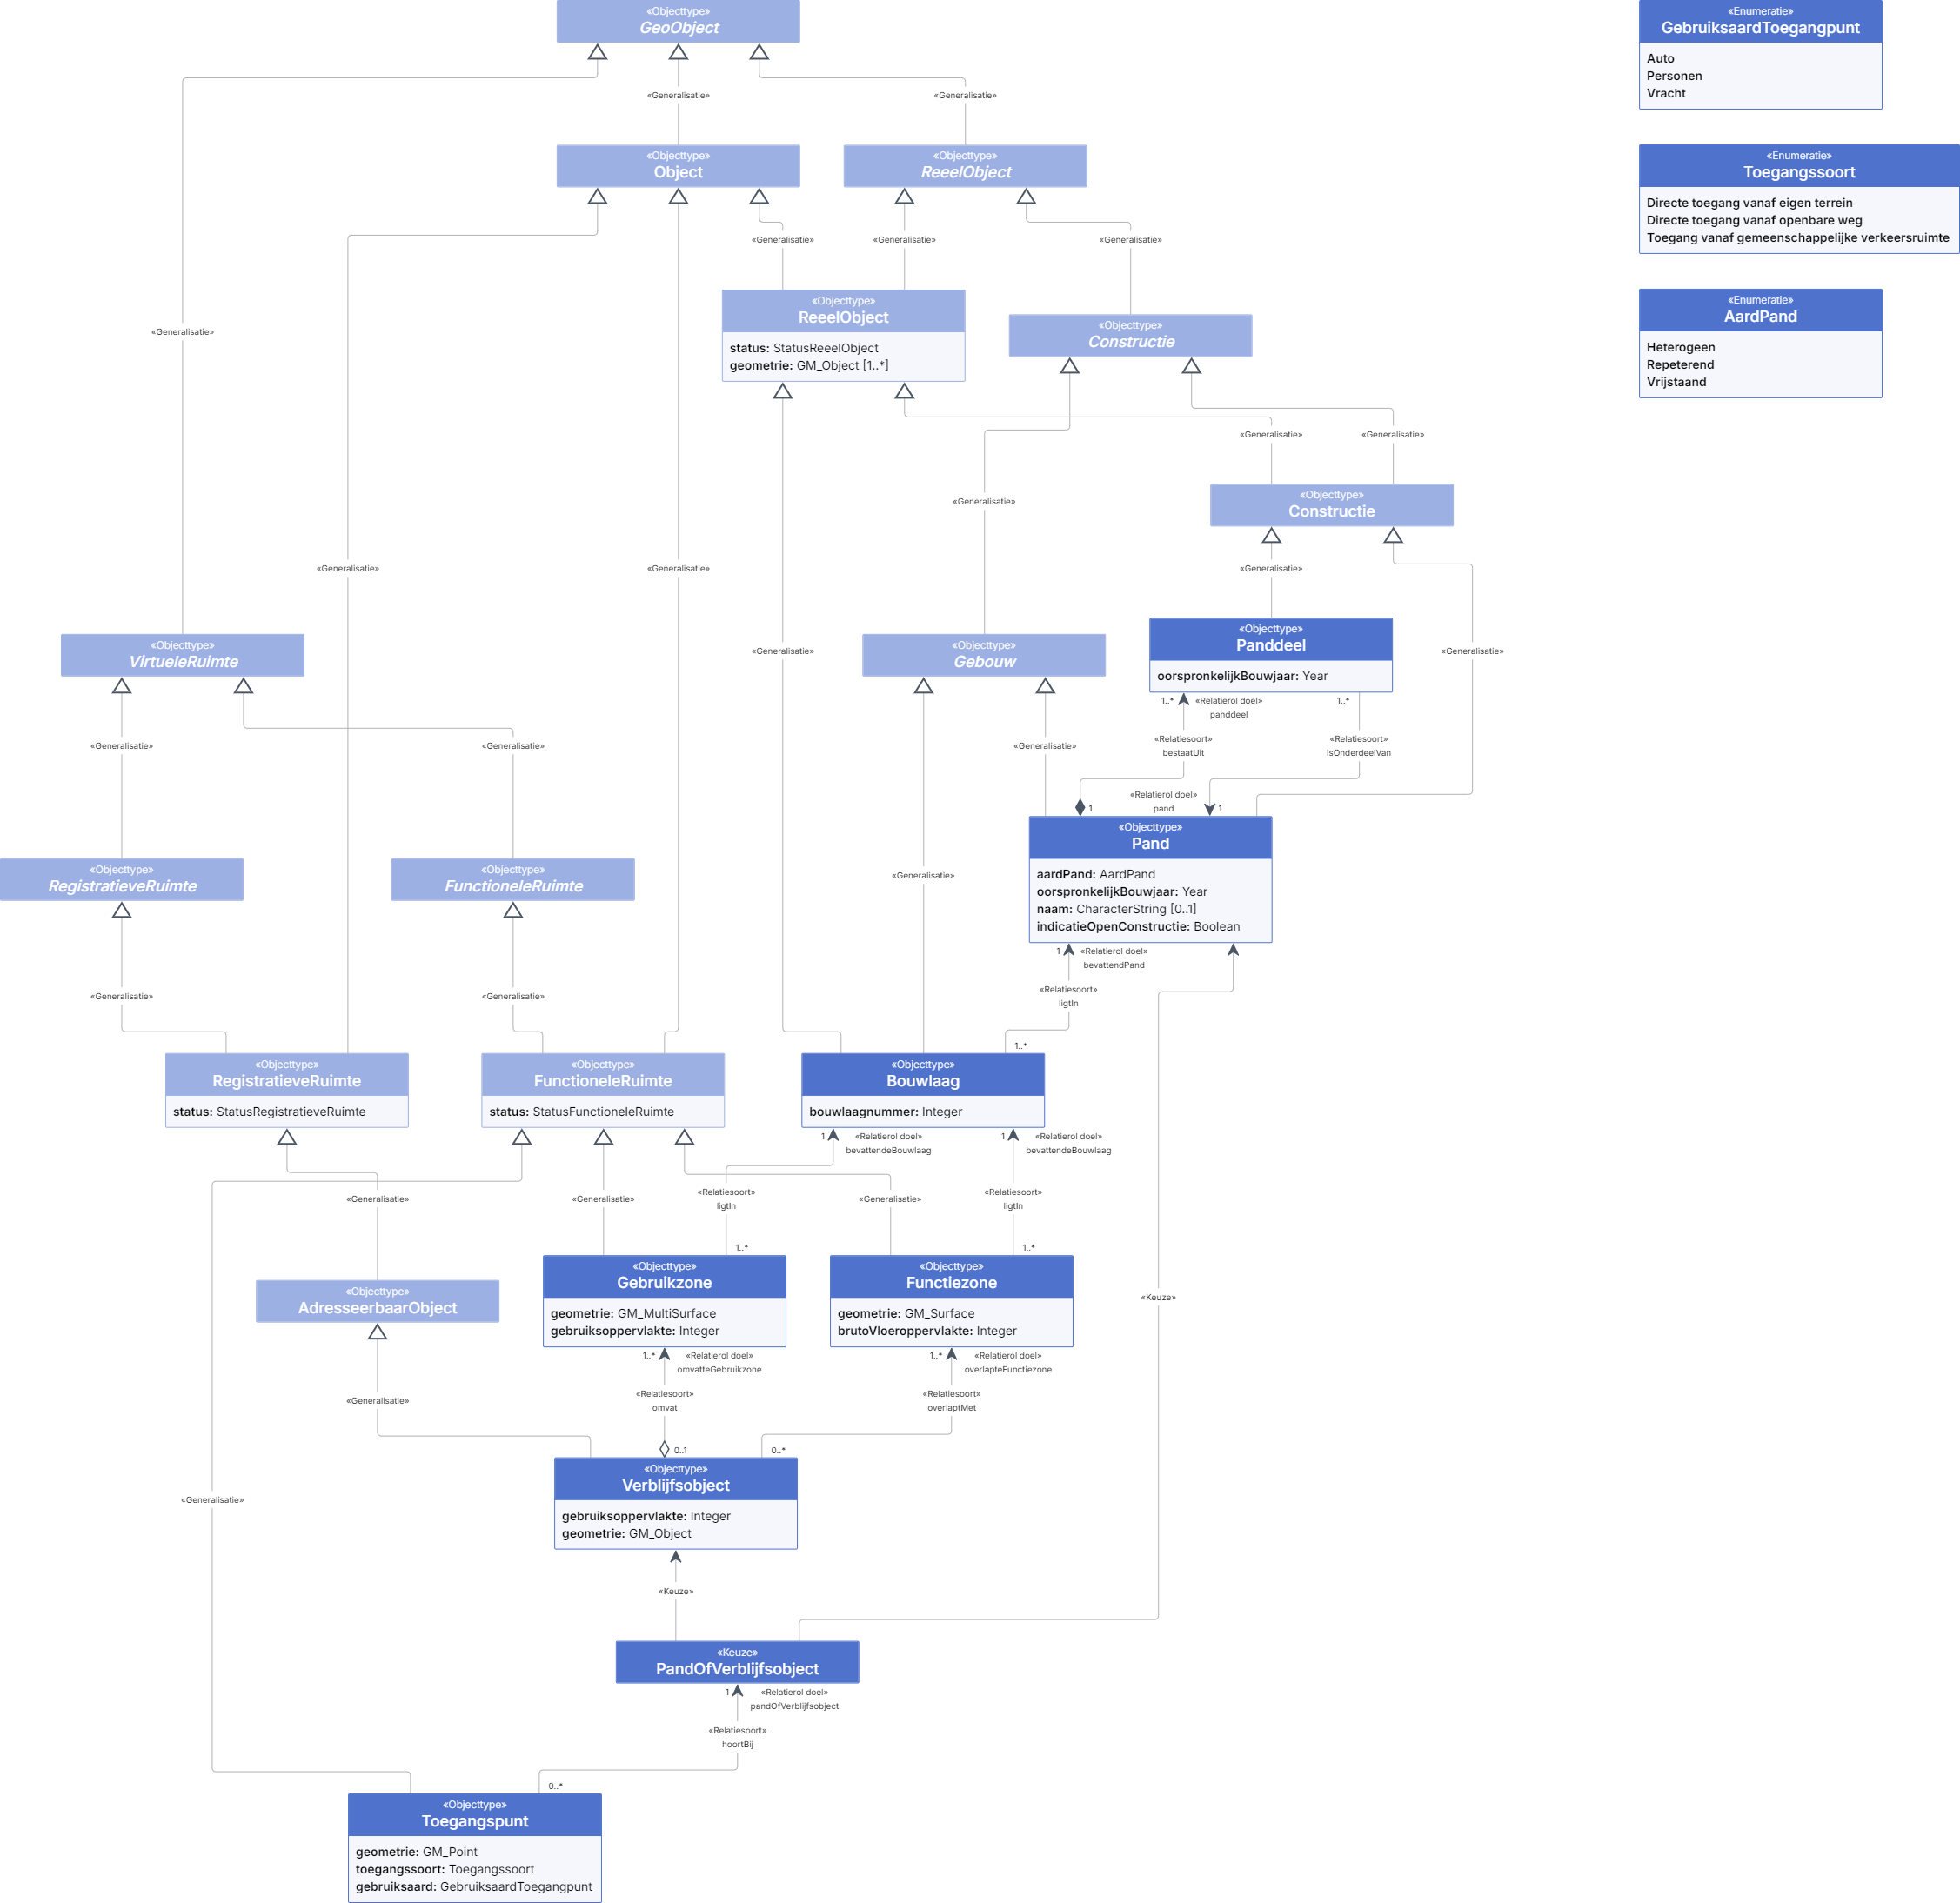 «Objecttype»
GeoObject
«Enumeratie»
GebruiksaardToegangpunt
Auto
Personen
Vracht
«Generalisatie»
«Generalisatie»
«Objecttype»
Object
«Objecttype»
ReeelObject
«Enumeratie»
Toegangssoort
Directe toegang vanaf eigen terrein
Directe toegang vanaf openbare weg
Toegang vanaf gemeenschappelijke verkeersruimte
«Generalisatie»
«Generalisatie»
«Generalisatie»
«Objecttype»
ReeelObject
status: StatusReeelObject
geometrie: GM_Object [1..*]
«Objecttype»
Constructie
«Enumeratie»
AardPand
Heterogeen
Repeterend
Vrijstaand
«Generalisatie»
«Generalisatie»
«Generalisatie»
«Generalisatie»
«Objecttype»
Constructie
«Generalisatie»
«Generalisatie»
«Generalisatie»
«Objecttype»
VirtueleRuimte
«Generalisatie»
«Objecttype»
Gebouw
«Objecttype»
Panddeel
oorspronkelijkBouwjaar: Year
«Generalisatie»
1..*
«Relatierol doel»
panddeel
1..*
«Generalisatie»
«Generalisatie»
«Generalisatie»
«Relatiesoort»
bestaatUit
«Relatiesoort»
isOnderdeelVan
1
«Relatierol doel»
pand
1
«Objecttype»
RegistratieveRuimte
«Objecttype»
FunctioneleRuimte
«Generalisatie»
«Objecttype»
Pand
aardPand: AardPand
oorspronkelijkBouwjaar: Year
naam: CharacterString [0..1]
indicatieOpenConstructie: Boolean
1
«Relatierol doel»
bevattendPand
«Generalisatie»
«Generalisatie»
«Relatiesoort»
ligtIn
1..*
«Objecttype»
RegistratieveRuimte
status: StatusRegistratieveRuimte
«Objecttype»
FunctioneleRuimte
status: StatusFunctioneleRuimte
«Objecttype»
Bouwlaag
bouwlaagnummer: Integer
1
«Relatierol doel»
bevattendeBouwlaag
1
«Relatierol doel»
bevattendeBouwlaag
«Generalisatie»
«Generalisatie»
«Relatiesoort»
ligtIn
«Generalisatie»
«Relatiesoort»
ligtIn
1..*
1..*
«Objecttype»
AdresseerbaarObject
«Objecttype»
Gebruikzone
geometrie: GM_MultiSurface
gebruiksoppervlakte: Integer
«Objecttype»
Functiezone
geometrie: GM_Surface
brutoVloeroppervlakte: Integer
«Keuze»
1..*
«Relatierol doel»
omvatteGebruikzone
1..*
«Relatierol doel»
overlapteFunctiezone
«Generalisatie»
«Relatiesoort»
omvat
«Relatiesoort»
overlaptMet
0..1
0..*
«Objecttype»
Verblijfsobject
gebruiksoppervlakte: Integer
geometrie: GM_Object
«Generalisatie»
«Keuze»
«Keuze»
PandOfVerblijfsobject
1
«Relatierol doel»
pandOfVerblijfsobject
«Relatiesoort»
hoortBij
0..*
«Objecttype»
Toegangspunt
geometrie: GM_Point
toegangssoort: Toegangssoort
gebruiksaard: GebruiksaardToegangpunt